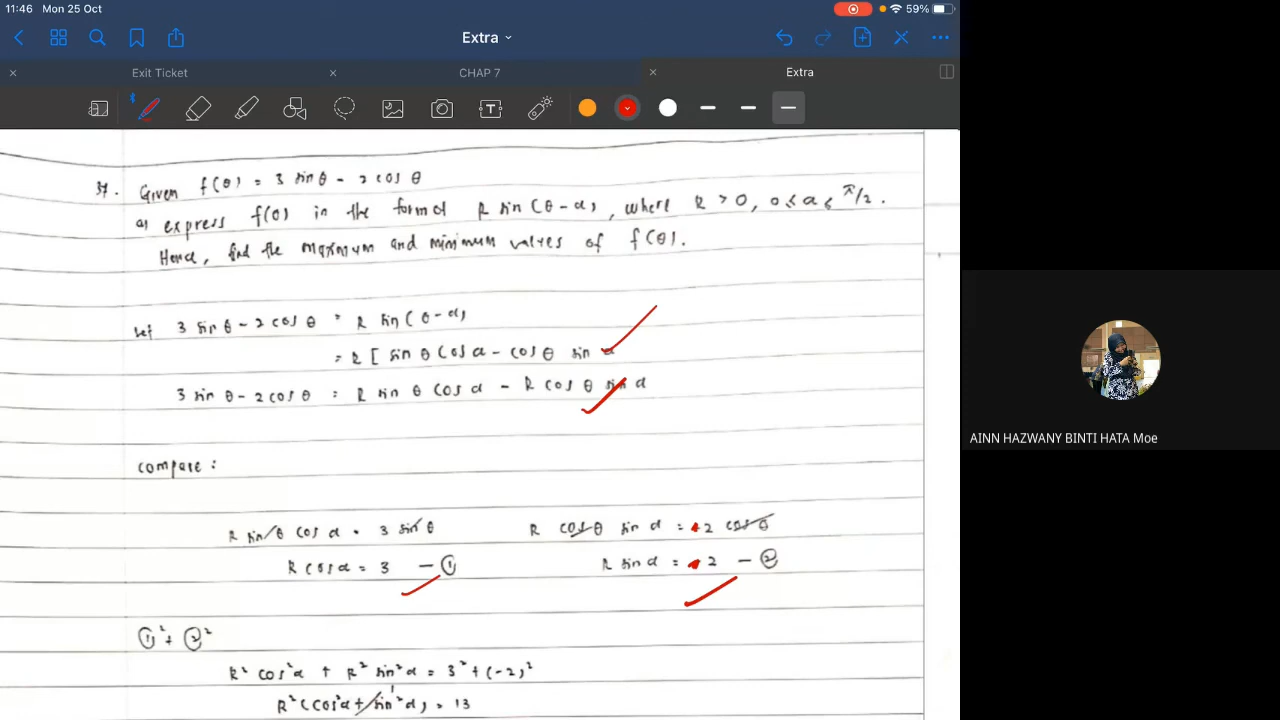 11:46 Mon 25 Oct 59%
Extra
Exit Ticket CHAP 7 Extra
37. Given f(θ) = 3 sin θ - 2 cos θ
a) express f(θ) in the format R sin (θ - α), where R > 0, 0 ≤ α ≤ π/2.
Hence, find the maximum and minimum values of f(θ).
let 3 sin θ - 2 cos θ = R sin (θ - α)
= R [ sin θ cos α - cos θ sin α
3 sin θ - 2 cos θ = R sin θ cos α - R cos θ sin α
compare :
R sin θ cos α = 3 sin θ R cos θ sin α = 2 cos θ
R cos α = 3 - ① R sin α = 2 - ②
①² + ②²
R² cos² α + R² sin² α = 3² + (-2)²
1
R² (cos² α + sin² α) = 13
AINN HAZWANY BINTI HATA Moe